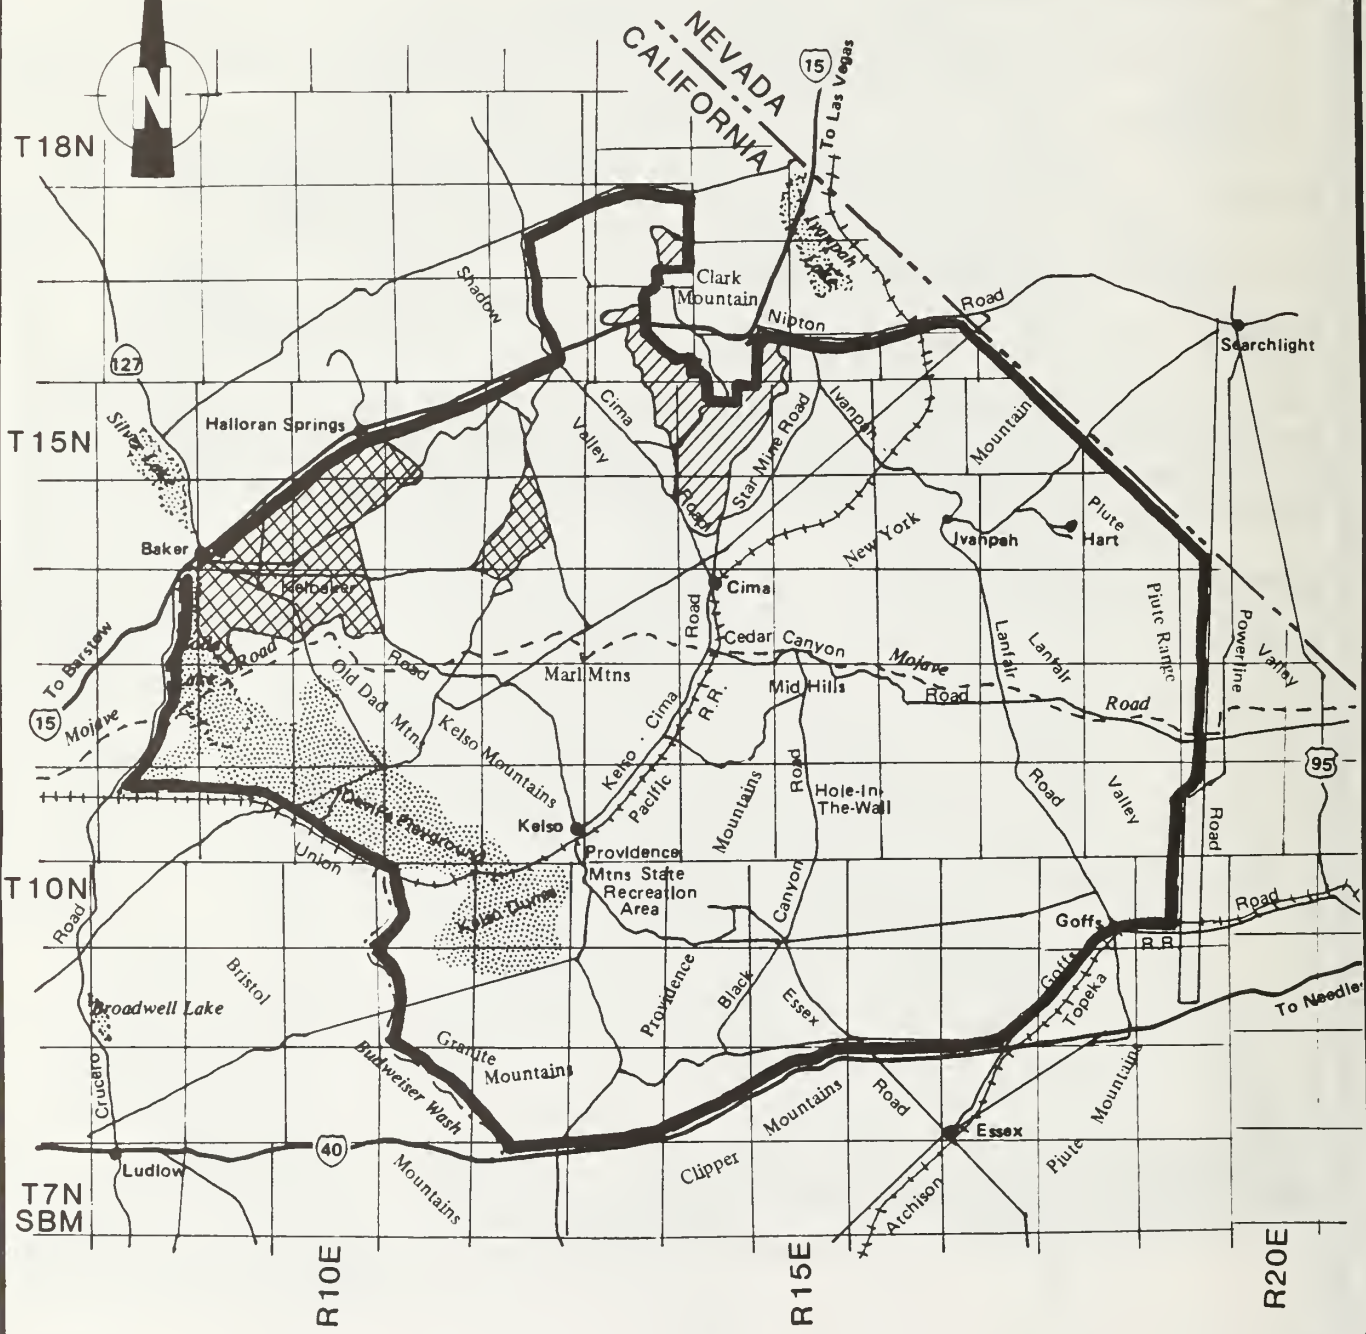 N
NEVADA
CALIFORNIA
15
To Las Vegas
T18N
Ivanpah
Lake
Shadow
Clark
Mountain
Nipton
Road
Searchlight
127
Silver Lake
Halloran Springs
T15N
Cima
Valley
Road
Star Mine Road
Ivanpah
Mountain
Baker
New York
Ivanpah
Piute
Hart
Kelbaker
Cima
To Barstow
Road
Road
Cedar Canyon
Mojave
Lanfair
Lanfair
Piute Range
Powerline
Valley
Lake
Old Dad Mtns
Road
Marl Mtns
Mid Hills
Road
Road
15
Mojave
Kelso Mountains
Kelso - Cima
R.R.
Road
95
Devils Playground
Hole-In-
The-Wall
Road
Valley
Road
Union
Kelso
Pacific
Mountains
Providence
Mtns State
Recreation
Area
T10N
Road
Kelso Dunes
Canyon
Goffs
Road
R.R.
Bristol
Providence
Black
Essex
Goffs
Topeka
To Needles
Broadwell Lake
Granite
Mountains
Budweiser Wash
Crucero
Mountains
Road
Mountains
40
Essex
Ludlow
Mountains
Clipper
Piute
Atchison
T7N
SBM
R10E
R15E
R20E